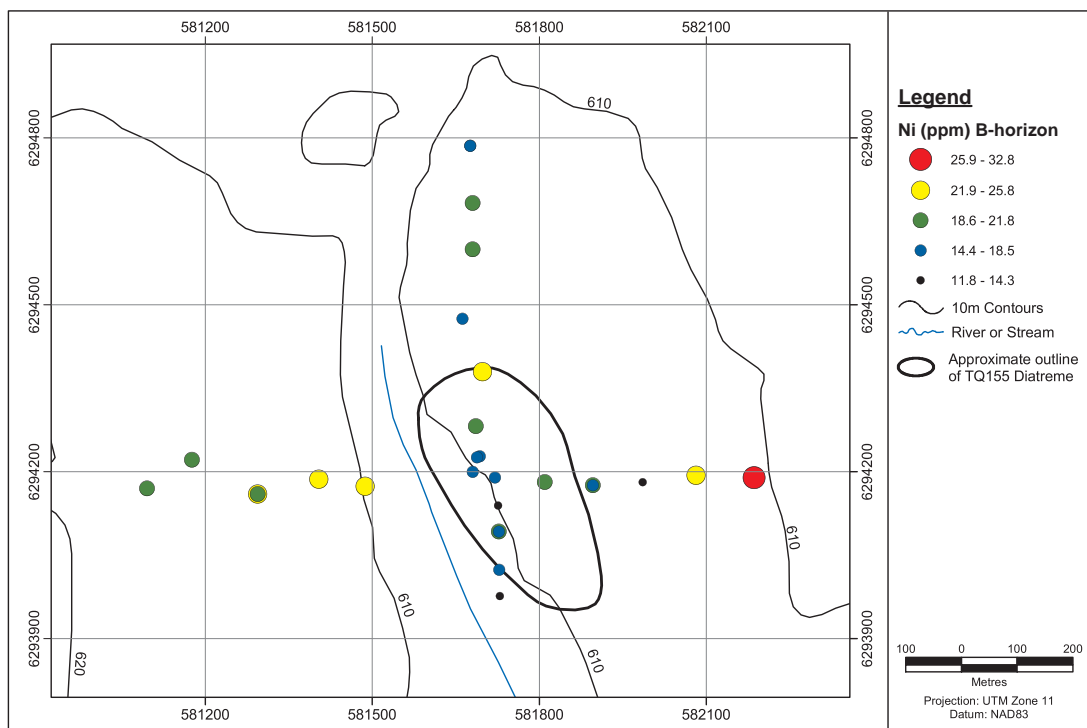 581200 581500 581800 582100
6294800
6294500
6294200
6293900
6294800
6294500
6294200
6293900
610
610
610
610
620
581200 581500 581800 582100
Legend
Ni (ppm) B-horizon
25.9 - 32.8
21.9 - 25.8
18.6 - 21.8
14.4 - 18.5
11.8 - 14.3
10m Contours
River or Stream
Approximate outline
of TQ155 Diatreme
100 0 100 200
Metres
Projection: UTM Zone 11
Datum: NAD83